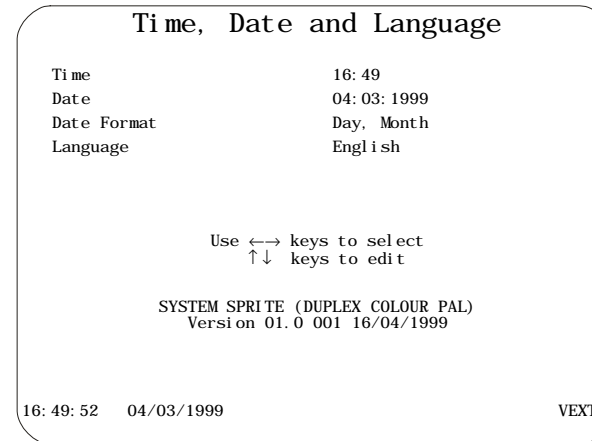 Time, Date and Language
Time 16:49
Date 04:03:1999
Date Format Day, Month
Language English
Use ←→ keys to select
↑↓ keys to edit
SYSTEM SPRITE (DUPLEX COLOUR PAL)
Version 01.0 001 16/04/1999
16:49:52 04/03/1999 VEXT